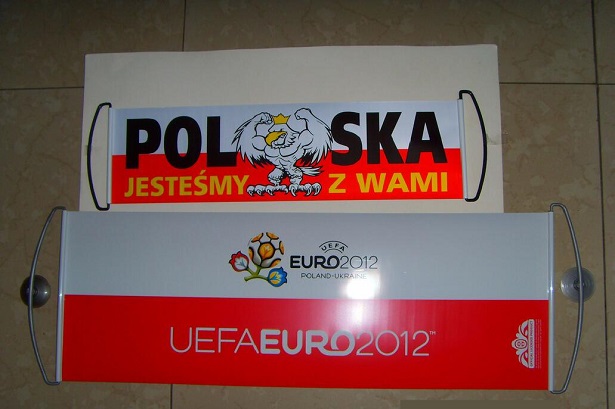 POLSKA
JESTEŚMY Z WAMI
UEFA
EURO2012
POLAND-UKRAINE
UEFAEURO2012™